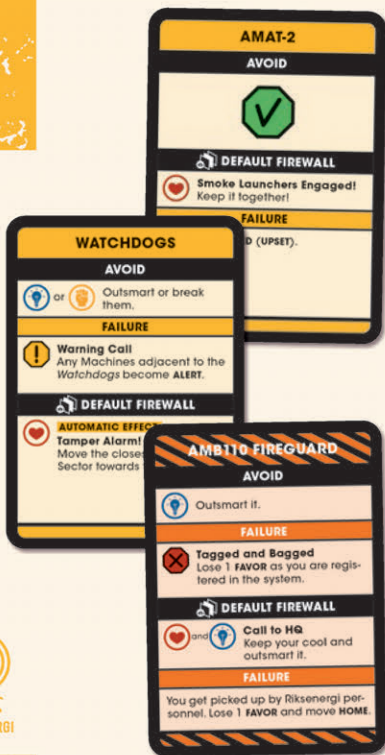 AMAT-2
AVOID
DEFAULT FIREWALL
Smoke Launchers Engaged!
Keep it together!
FAILURE
(UPSET).
WATCHDOGS
AVOID
or
Outsmart or break
them.
FAILURE
Warning Call
Any Machines adjacent to the
Watchdogs become ALERT.
DEFAULT FIREWALL
AUTOMATIC EFFECT
Tamper Alarm!
Move the closes
Sector towards
AMB110 FIREGUARD
AVOID
Outsmart it.
FAILURE
Tagged and Bagged
Lose 1 FAVOR as you are regis-
tered in the system.
DEFAULT FIREWALL
and
Call to HQ
Keep your cool and
outsmart it.
FAILURE
You get picked up by Riksenergi per-
sonnel. Lose 1 FAVOR and move HOME.